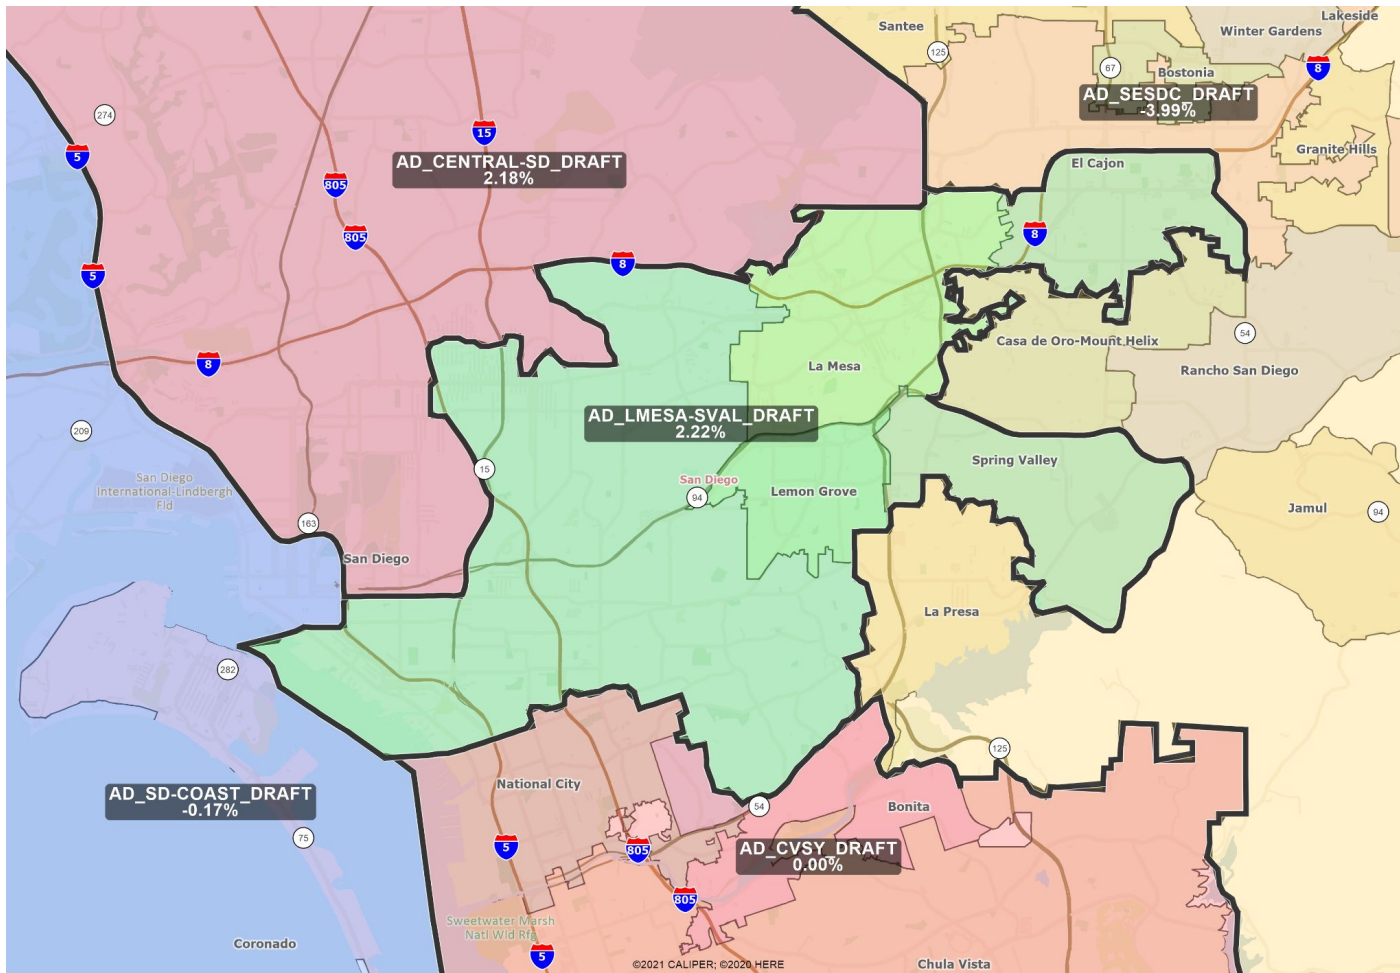 Lakeside
Santee
Winter Gardens
125
67
8
Bostonia
AD_SESDC_DRAFT
-3.99%
274
15
5
AD_CENTRAL-SD_DRAFT
2.18%
El Cajon
Granite Hills
805
805
8
8
5
54
Casa de Oro-Mount Helix
8
La Mesa
Rancho San Diego
AD_LMESA-SVAL_DRAFT
2.22%
209
15
Spring Valley
San Diego
International-Lindbergh
Fld
San Diego
94
Lemon Grove
Jamul
94
163
San Diego
La Presa
282
125
National City
AD_SD-COAST_DRAFT
-0.17%
54
Bonita
75
5
805
AD_CVSY_DRAFT
0.00%
805
Sweetwater Marsh
Natl Wld Rfg
Coronado
5
©2021 CALIPER; ©2020 HERE
Chula Vista